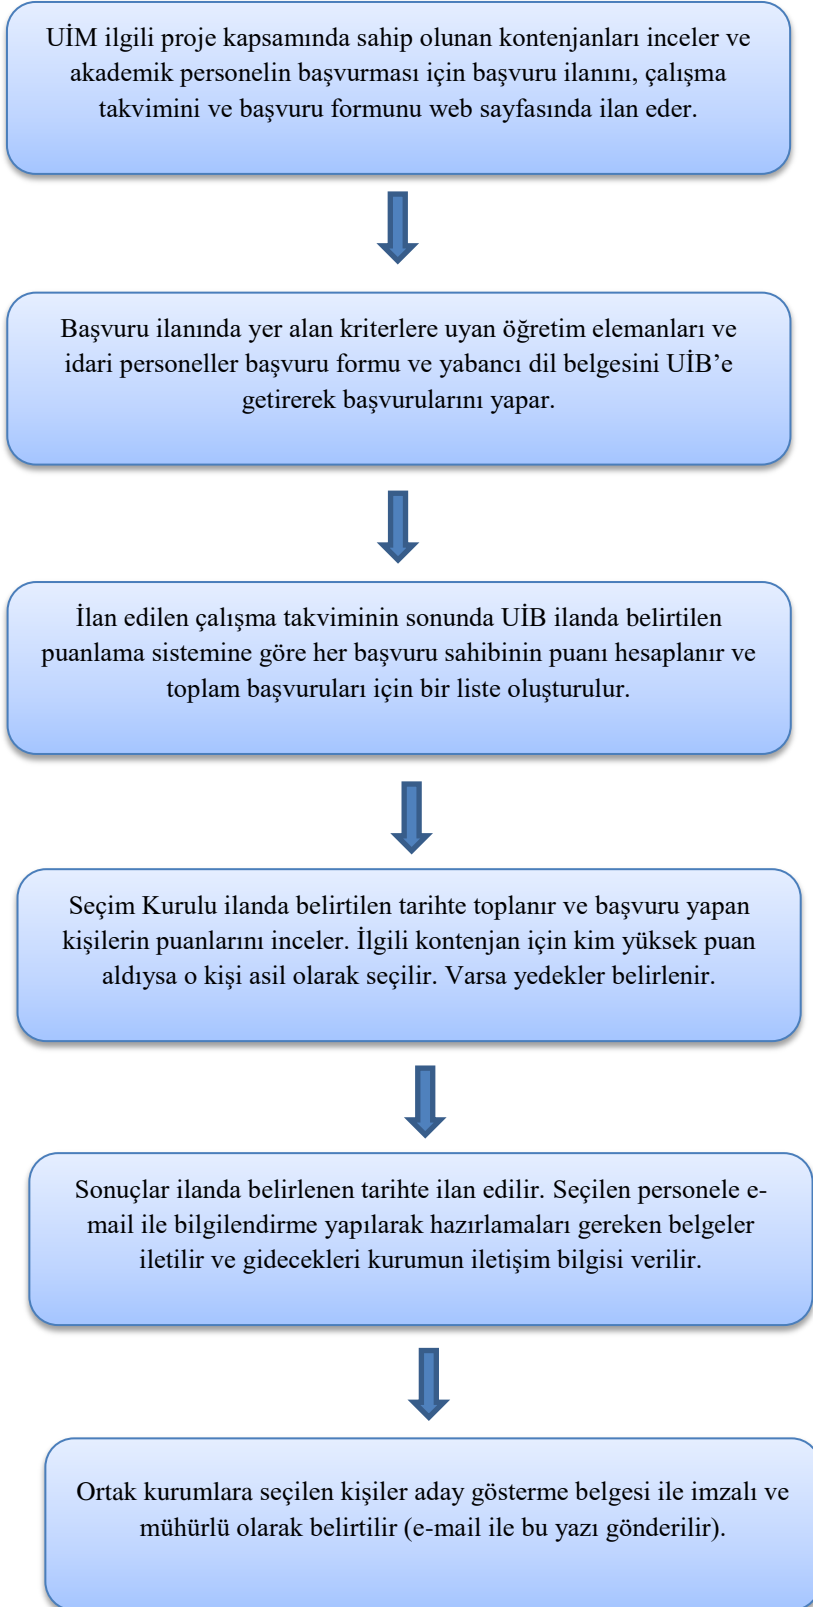 UİM ilgili proje kapsamında sahip olunan kontenjanları inceler ve
akademik personelin başvurması için başvuru ilanını, çalışma
takvimini ve başvuru formunu web sayfasında ilan eder.
Başvuru ilanında yer alan kriterlere uyan öğretim elemanları ve
idari personeller başvuru formu ve yabancı dil belgesini UİB’e
getirerek başvurularını yapar.
İlan edilen çalışma takviminin sonunda UİB ilanda belirtilen
puanlama sistemine göre her başvuru sahibinin puanı hesaplanır ve
toplam başvuruları için bir liste oluşturulur.
Seçim Kurulu ilanda belirtilen tarihte toplanır ve başvuru yapan
kişilerin puanlarını inceler. İlgili kontenjan için kim yüksek puan
aldıysa o kişi asil olarak seçilir. Varsa yedekler belirlenir.
Sonuçlar ilanda belirlenen tarihte ilan edilir. Seçilen personele e-
mail ile bilgilendirme yapılarak hazırlamaları gereken belgeler
iletilir ve gidecekleri kurumun iletişim bilgisi verilir.
Ortak kurumlara seçilen kişiler aday gösterme belgesi ile imzalı ve
mühürlü olarak belirtilir (e-mail ile bu yazı gönderilir).